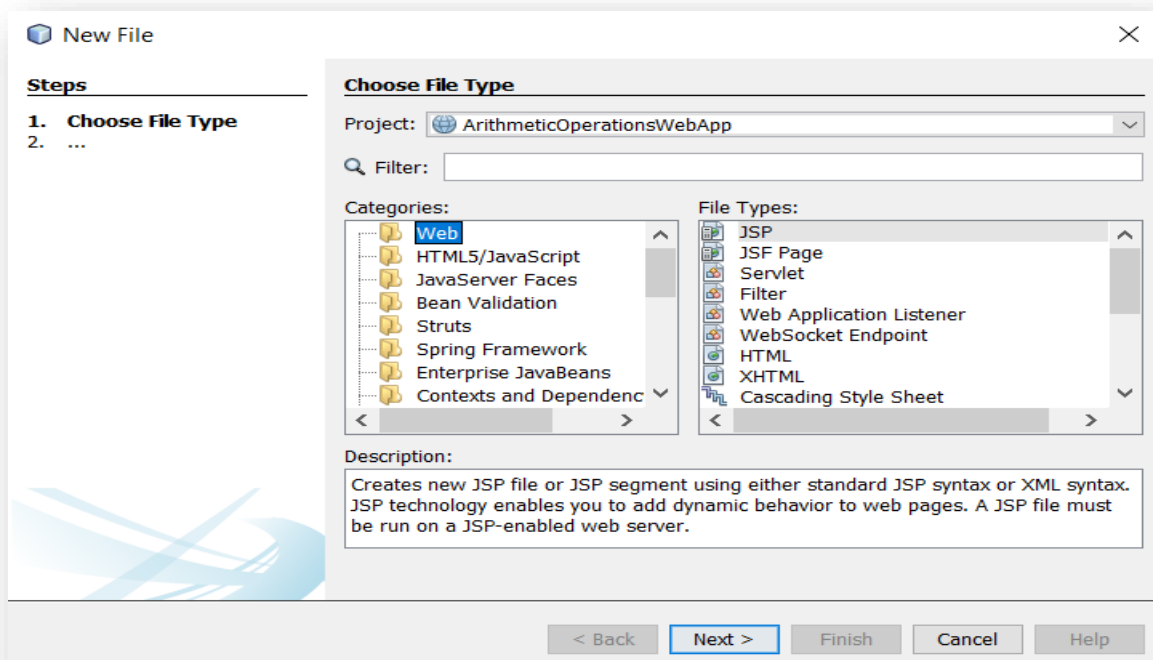 New File
Steps
1. Choose File Type
2. ...
Choose File Type
Project: ArithmeticOperationsWebApp
Filter:
Categories:
Web
HTML5/JavaScript
JavaServer Faces
Bean Validation
Struts
Spring Framework
Enterprise JavaBeans
Contexts and Dependenc
File Types:
JSP
JSF Page
Servlet
Filter
Web Application Listener
WebSocket Endpoint
HTML
XHTML
Cascading Style Sheet
Description:
Creates new JSP file or JSP segment using either standard JSP syntax or XML syntax.
JSP technology enables you to add dynamic behavior to web pages. A JSP file must
be run on a JSP-enabled web server.
< Back Next > Finish Cancel Help